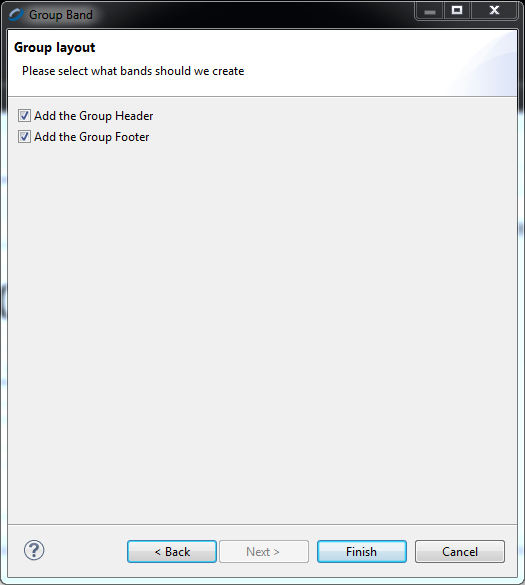 Group Band
Group layout
Please select what bands should we create
Add the Group Header
Add the Group Footer
?
< Back
Next >
Finish
Cancel